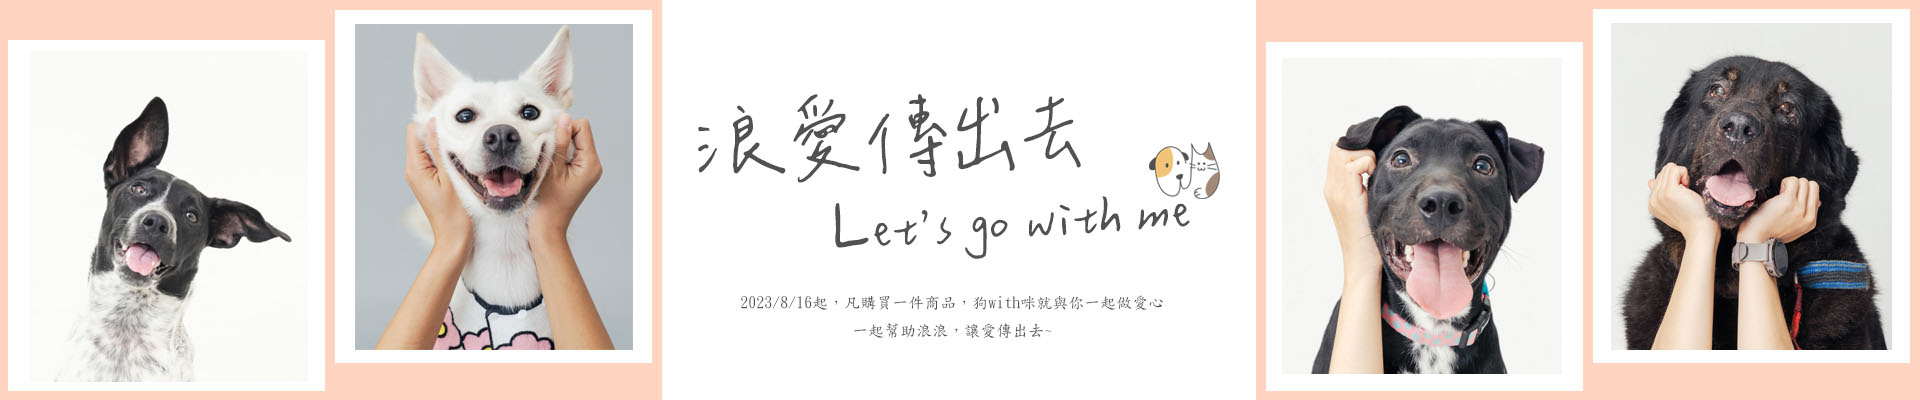 浪愛傳出去
Let's go with me
2023/8/16起，凡購買一件商品，狗with咪就與你一起做愛心
一起幫助浪浪，讓愛傳出去~